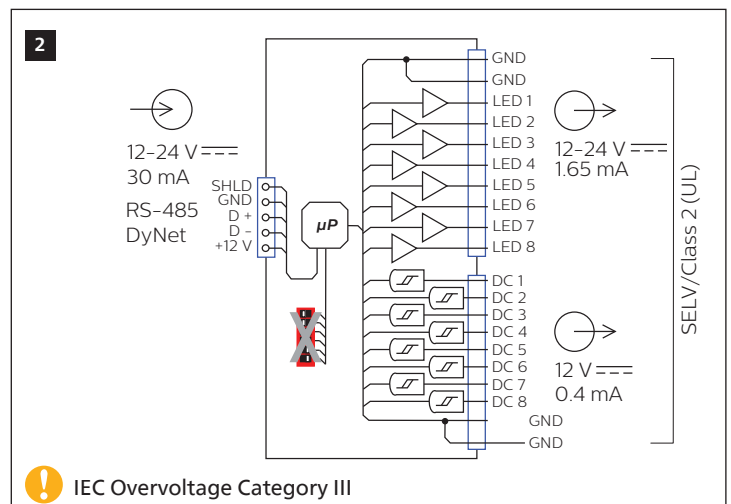 2
12-24 V
30 mA
RS-485
DyNet
SHLD
GND
D +
D -
+12 V
µP
GND
GND
LED 1
LED 2
LED 3
LED 4
LED 5
LED 6
LED 7
LED 8
12-24 V
1.65 mA
DC 1
DC 2
DC 3
DC 4
DC 5
DC 6
DC 7
DC 8
GND
GND
12 V
0.4 mA
SELV/Class 2 (UL)
! IEC Overvoltage Category III